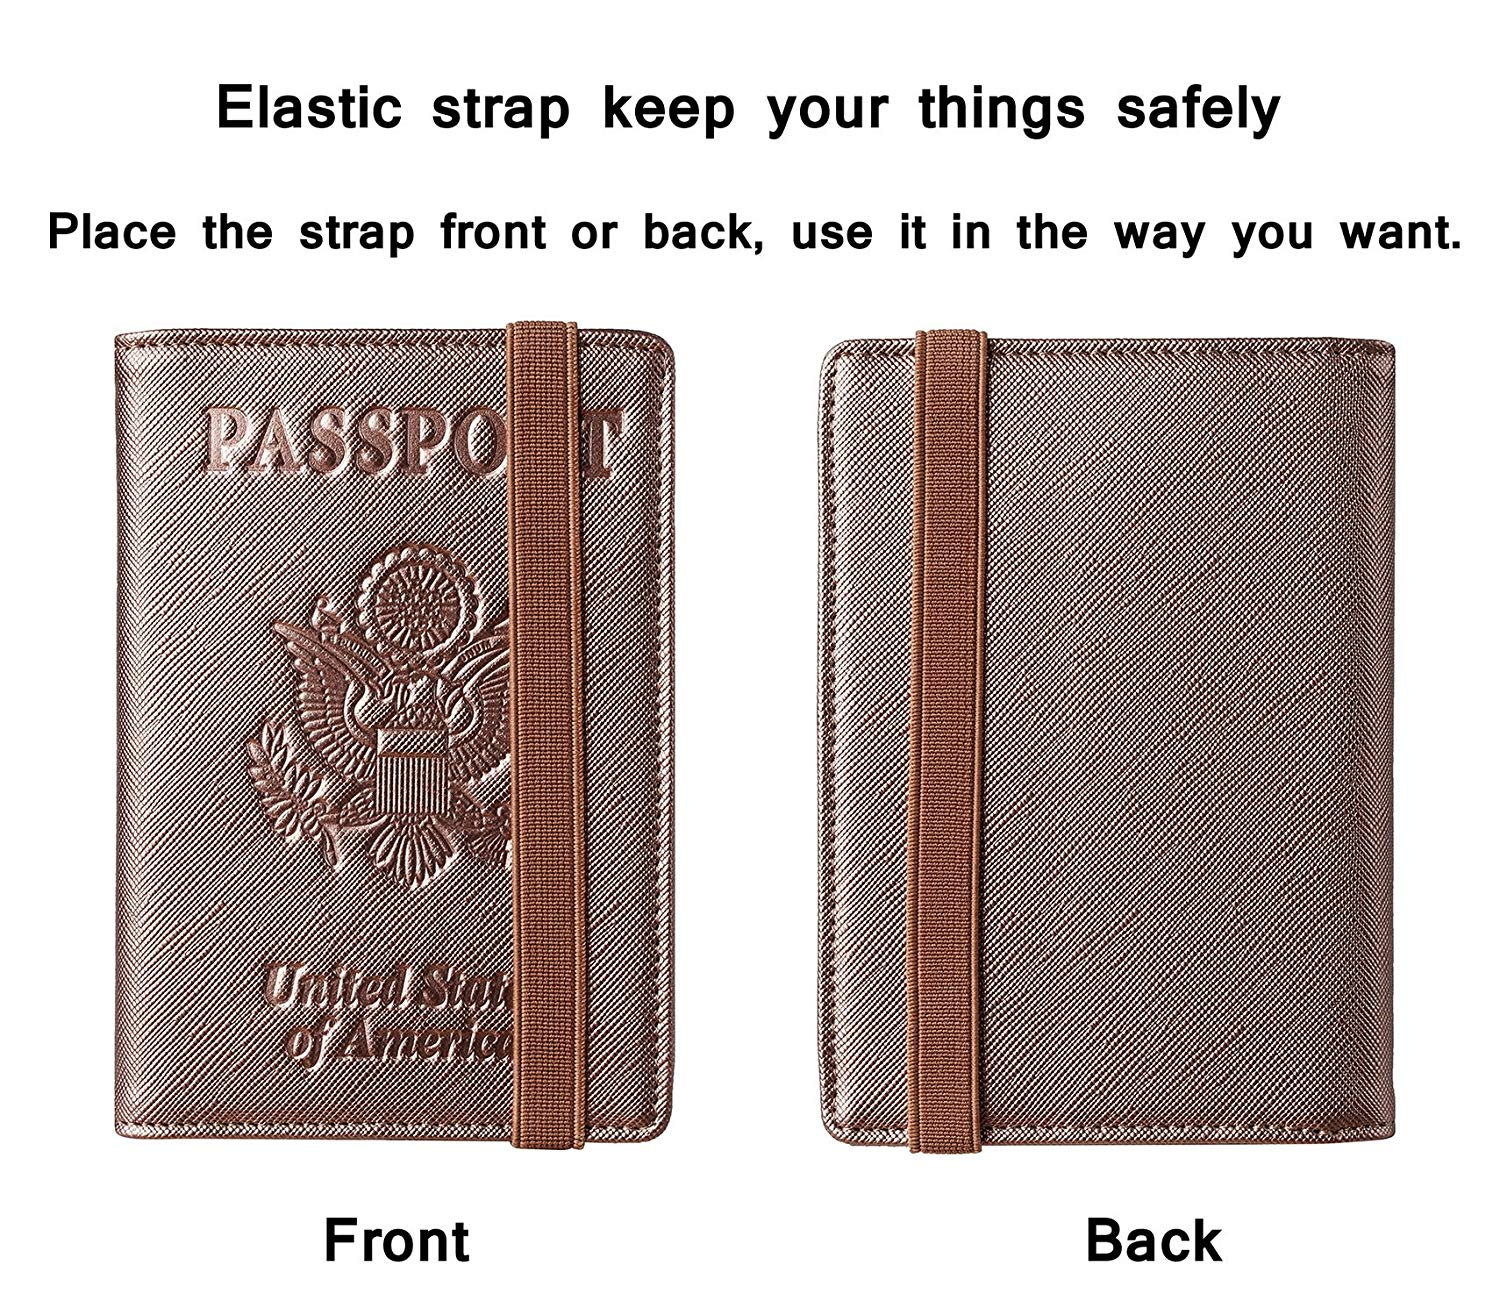 Elastic strap keep your things safely
Place the strap front or back, use it in the way you want.
PASSPO T
United Stat
of America
Front
Back